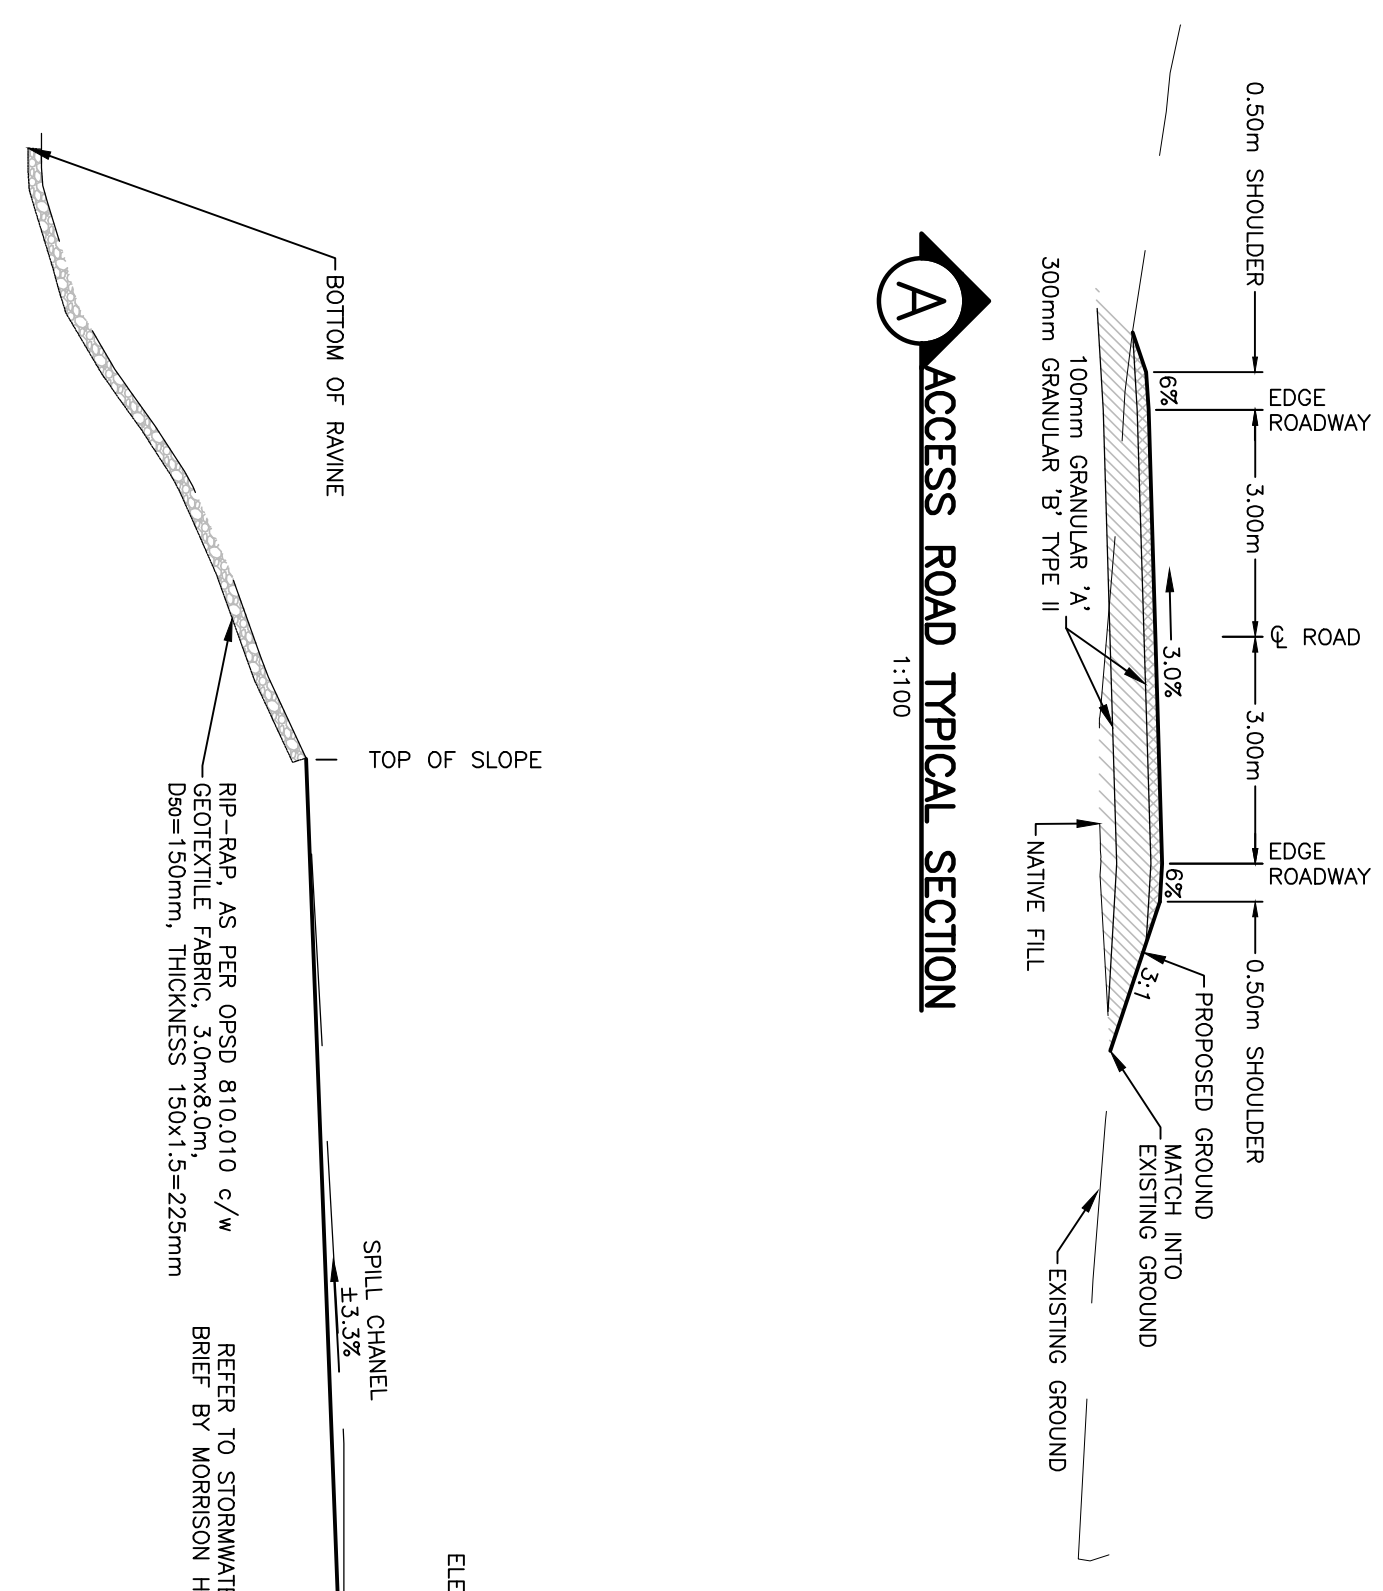 0.50m SHOULDER
EDGE
ROADWAY
3.00m
℄ ROAD
3.00m
EDGE
ROADWAY
0.50m SHOULDER
6%
3.0%
6%
3:1
PROPOSED GROUND
MATCH INTO
EXISTING GROUND
100mm GRANULAR 'A'
300mm GRANULAR 'B' TYPE II
NATIVE FILL
EXISTING GROUND
A
ACCESS ROAD TYPICAL SECTION
1:100
BOTTOM OF RAVINE
TOP OF SLOPE
SPILL CHANEL
±3.3%
RIP-RAP, AS PER OPSD 810.010 c/w
GEOTEXTILE FABRIC, 3.0mx8.0m,
D50=150mm, THICKNESS 150x1.5=225mm
REFER TO STORMWATE
BRIEF BY MORRISON H
ELE